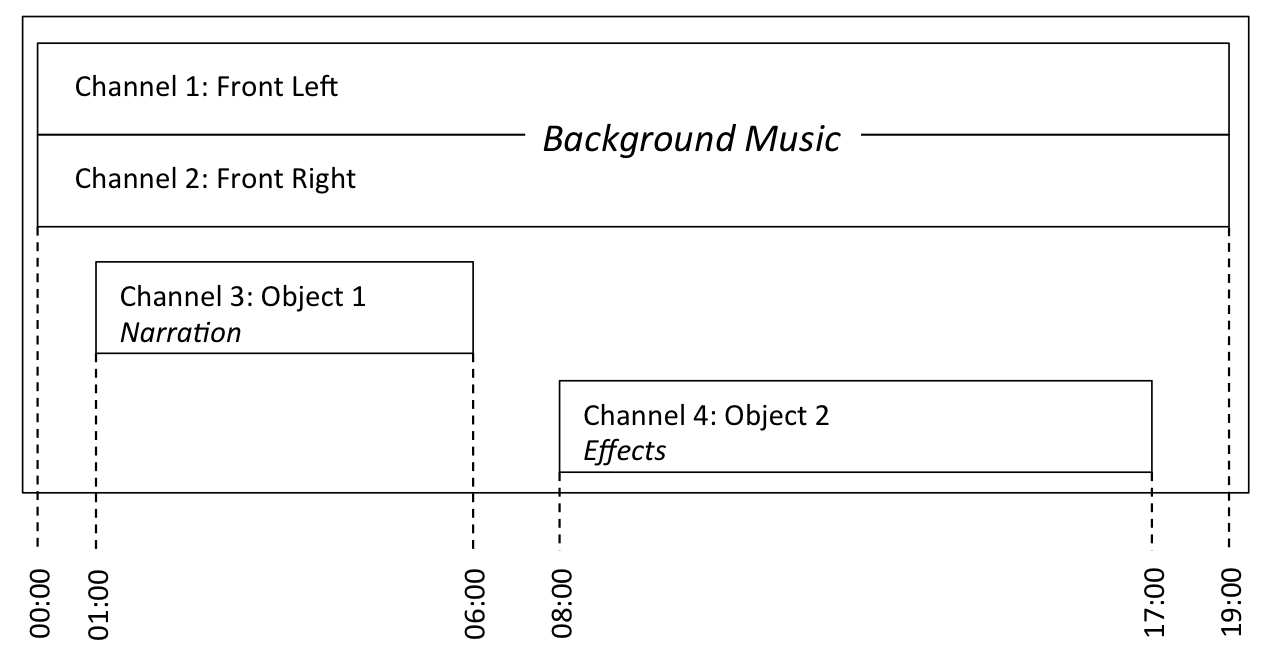 Channel 1: Front Left
Background Music
Channel 2: Front Right
Channel 3: Object 1
Narration
Channel 4: Object 2
Effects
00:00
01:00
06:00
08:00
17:00
19:00